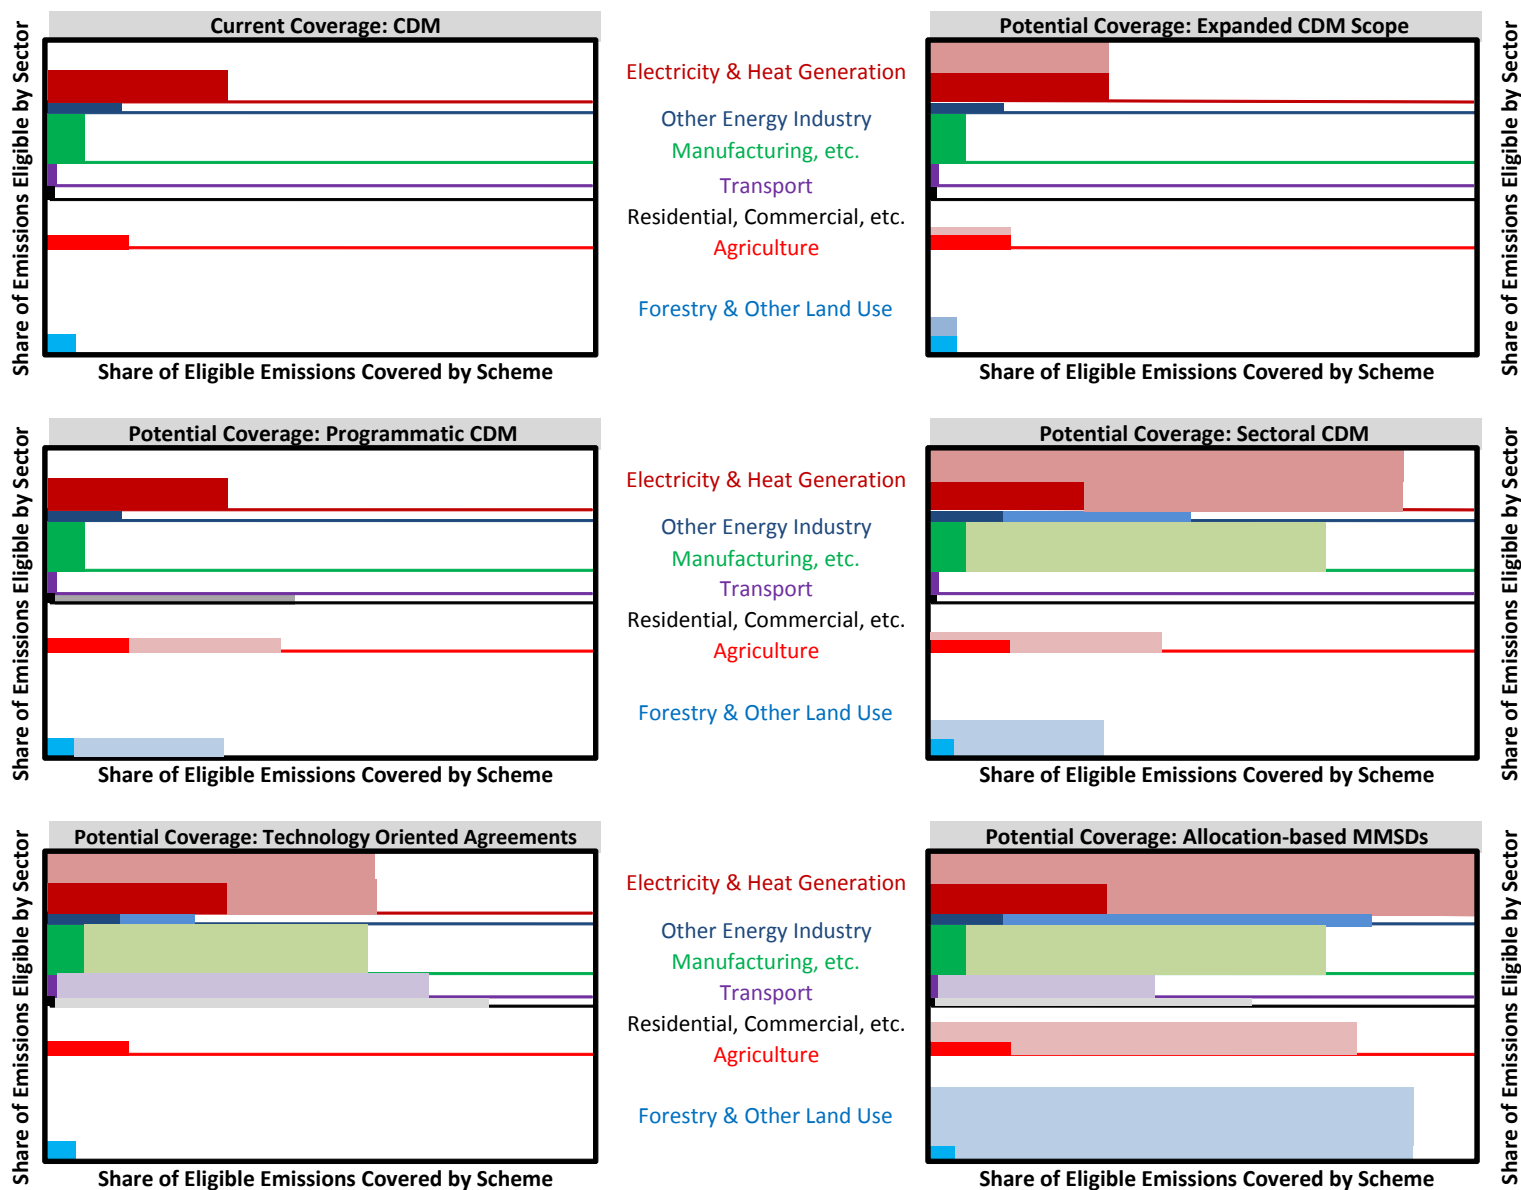 Current Coverage: CDM
Potential Coverage: Expanded CDM Scope
Share of Emissions Eligible by Sector
Electricity & Heat Generation
Other Energy Industry
Manufacturing, etc.
Transport
Residential, Commercial, etc.
Agriculture
Forestry & Other Land Use
Share of Emissions Eligible by Sector
Share of Eligible Emissions Covered by Scheme
Share of Eligible Emissions Covered by Scheme
Potential Coverage: Programmatic CDM
Potential Coverage: Sectoral CDM
Share of Emissions Eligible by Sector
Electricity & Heat Generation
Other Energy Industry
Manufacturing, etc.
Transport
Residential, Commercial, etc.
Agriculture
Forestry & Other Land Use
Share of Emissions Eligible by Sector
Share of Eligible Emissions Covered by Scheme
Share of Eligible Emissions Covered by Scheme
Potential Coverage: Technology Oriented Agreements
Potential Coverage: Allocation-based MMSDs
Share of Emissions Eligible by Sector
Electricity & Heat Generation
Other Energy Industry
Manufacturing, etc.
Transport
Residential, Commercial, etc.
Agriculture
Forestry & Other Land Use
Share of Emissions Eligible by Sector
Share of Eligible Emissions Covered by Scheme
Share of Eligible Emissions Covered by Scheme